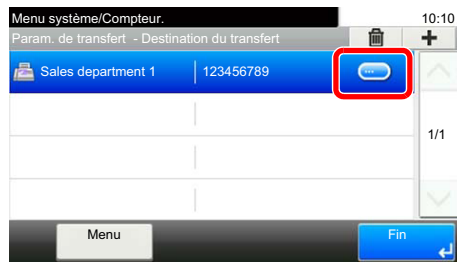 Menu système/Compteur. 10:10
Param. de transfert - Destination du transfert
Sales department 1 123456789
1/1
Menu Fin